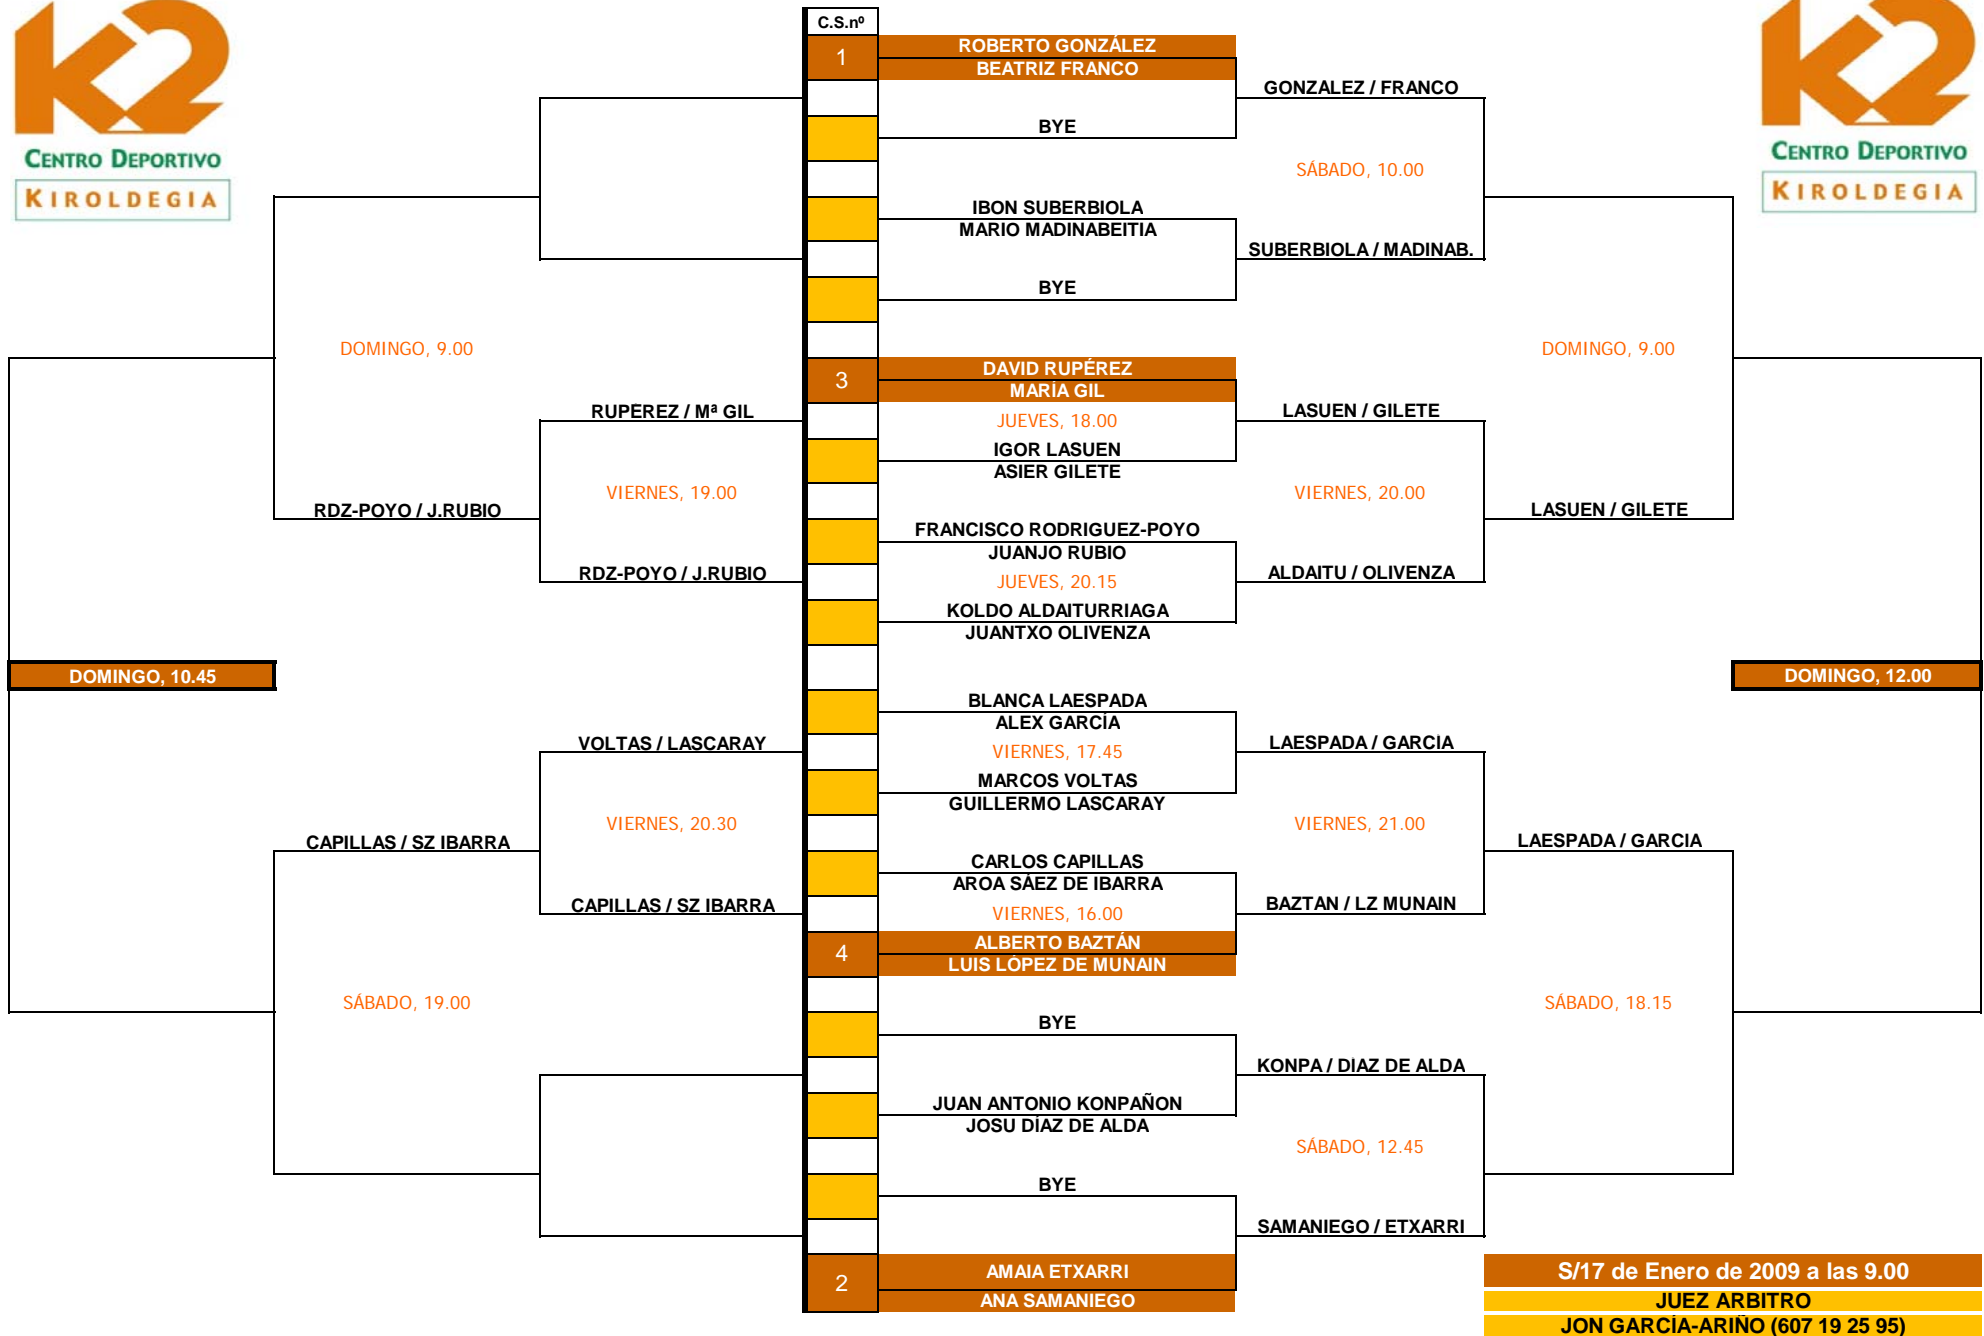 K2
CENTRO DEPORTIVO
KIROLDEGIA
K2
CENTRO DEPORTIVO
KIROLDEGIA
C.S.nº
1
ROBERTO GONZÁLEZ
BEATRIZ FRANCO
GONZALEZ / FRANCO
BYE
SÁBADO, 10.00
IBON SUBERBIOLA
MARIO MADINABEITIA
SUBERBIOLA / MADINAB.
BYE
DOMINGO, 9.00
DOMINGO, 9.00
3
DAVID RUPÉREZ
MARÍA GIL
RUPÉREZ / Mª GIL
JUEVES, 18.00
LASUEN / GILETE
IGOR LASUEN
ASIER GILETE
VIERNES, 19.00
VIERNES, 20.00
RDZ-POYO / J.RUBIO
LASUEN / GILETE
FRANCISCO RODRIGUEZ-POYO
JUANJO RUBIO
RDZ-POYO / J.RUBIO
JUEVES, 20.15
ALDAITU / OLIVENZA
KOLDO ALDAITURRIAGA
JUANTXO OLIVENZA
DOMINGO, 10.45
DOMINGO, 12.00
BLANCA LAESPADA
ALEX GARCÍA
VOLTAS / LASCARAY
VIERNES, 17.45
LAESPADA / GARCÍA
MARCOS VOLTAS
GUILLERMO LASCARAY
VIERNES, 20.30
VIERNES, 21.00
CAPILLAS / SZ IBARRA
LAESPADA / GARCIA
CARLOS CAPILLAS
AROA SÁEZ DE IBARRA
CAPILLAS / SZ IBARRA
VIERNES, 16.00
BAZTAN / LZ MUNAIN
4
ALBERTO BAZTÁN
LUIS LÓPEZ DE MUNAIN
SÁBADO, 19.00
SÁBADO, 18.15
BYE
KONPA / DÍAZ DE ALDA
JUAN ANTONIO KONPAÑON
JOSU DÍAZ DE ALDA
SÁBADO, 12.45
BYE
SAMANIEGO / ETXARRI
2
AMAIA ETXARRI
ANA SAMANIEGO
S/17 de Enero de 2009 a las 9.00
JUEZ ARBITRO
JON GARCÍA-ARIÑO (607 19 25 95)